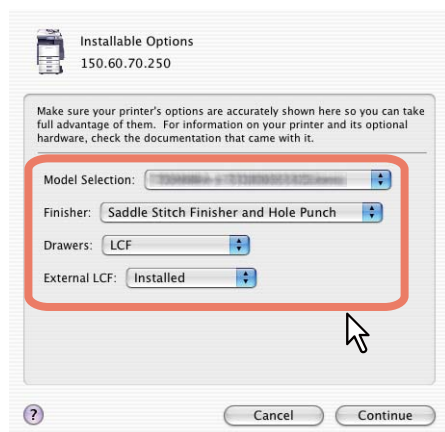 Installable Options
150.60.70.250
Make sure your printer's options are accurately shown here so you can take
full advantage of them. For information on your printer and its optional
hardware, check the documentation that came with it.
Model Selection:
Finisher: Saddle Stitch Finisher and Hole Punch
Drawers: LCF
External LCF: Installed
? Cancel Continue